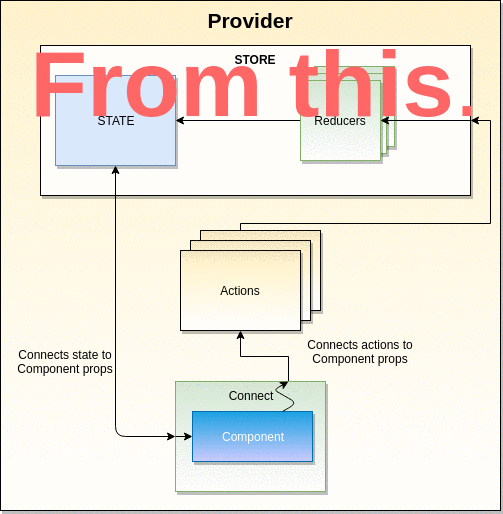 Provider
STORE
From this.
STATE
Reducers
Actions
Connects state to
Component props
Connects actions to
Component props
Connect
Component